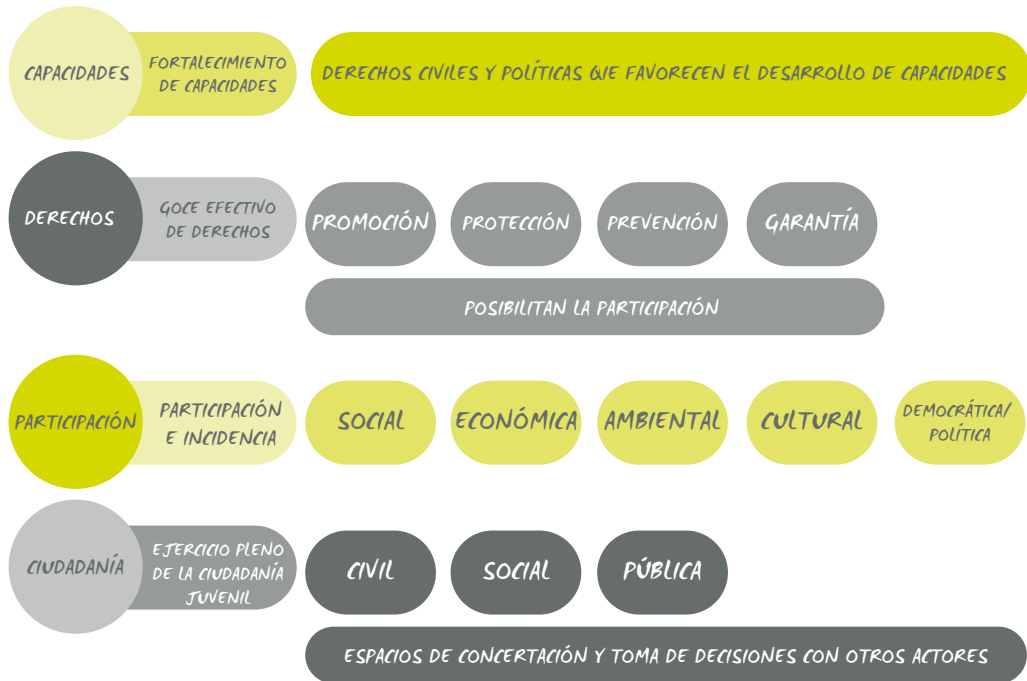 CAPACIDADES
FORTALECIMIENTO
DE CAPACIDADES
DERECHOS CIVILES Y POLÍTICAS QUE FAVORECEN EL DESARROLLO DE CAPACIDADES
DERECHOS
GOCE EFECTIVO
DE DERECHOS
PROMOCIÓN
PROTECCIÓN
PREVENCIÓN
GARANTÍA
POSIBILITAN LA PARTICIPACIÓN
PARTICIPACIÓN
PARTICIPACIÓN
E INCIDENCIA
SOCIAL
ECONÓMICA
AMBIENTAL
CULTURAL
DEMOCRÁTICA/
POLÍTICA
CIUDADANÍA
EJERCICIO PLENO
DE LA CIUDADANÍA
JUVENIL
CIVIL
SOCIAL
PÚBLICA
ESPACIOS DE CONCERTACIÓN Y TOMA DE DECISIONES CON OTROS ACTORES